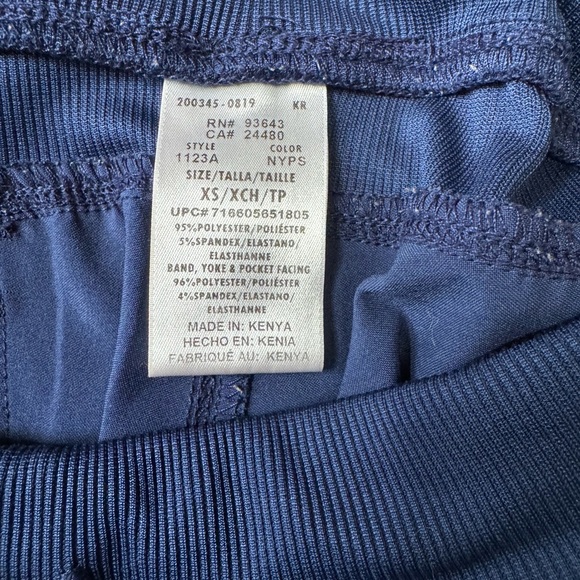 200345-0819 KR
RN# 93643
CA# 24480
STYLE COLOR
1123A NYPS
SIZE/TALLA/TAILLE
XS/XCH/TP
UPC#716605651805
95%POLYESTER/POLIÉSTER
5%SPANDEX/ELASTANO/
ELASTHANNE
BAND, YOKE & POCKET FACING
96%POLYESTER/POLIÉSTER
4%SPANDEX/ELASTANO/
ELASTHANNE
MADE IN: KENYA
HECHO EN: KENIA
FABRIQUÉ AU: KENYA